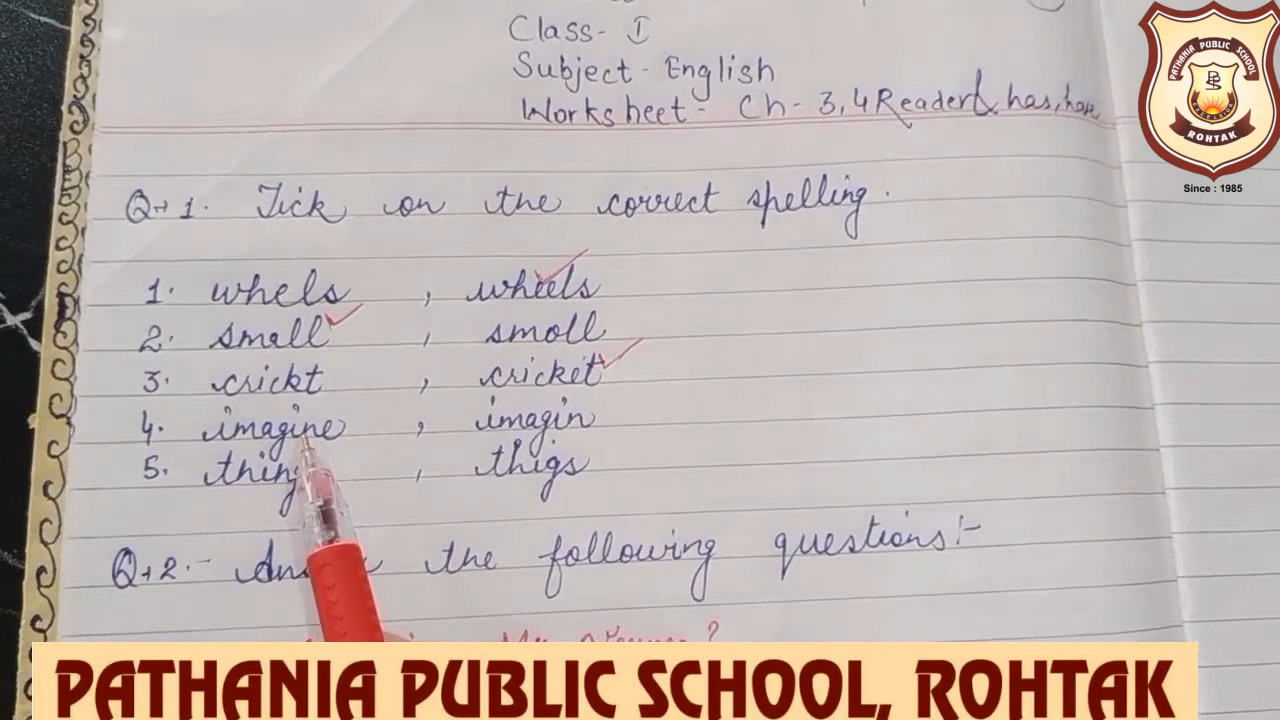 Class- I
Subject- English
Worksheet- Ch- 3,4 Reader & has, have
PATHANIA PUBLIC SCHOOL
PPS
EXCELSIOR
ROHTAK
Since : 1985
Q→1. Tick on the correct spelling.
1. whels , wheels
2. small , smoll
3. crickt , cricket
4. imagine , imagin
5. , thigs
Q→2.- the following questions:-
?
PATHANIA PUBLIC SCHOOL, ROHTAK